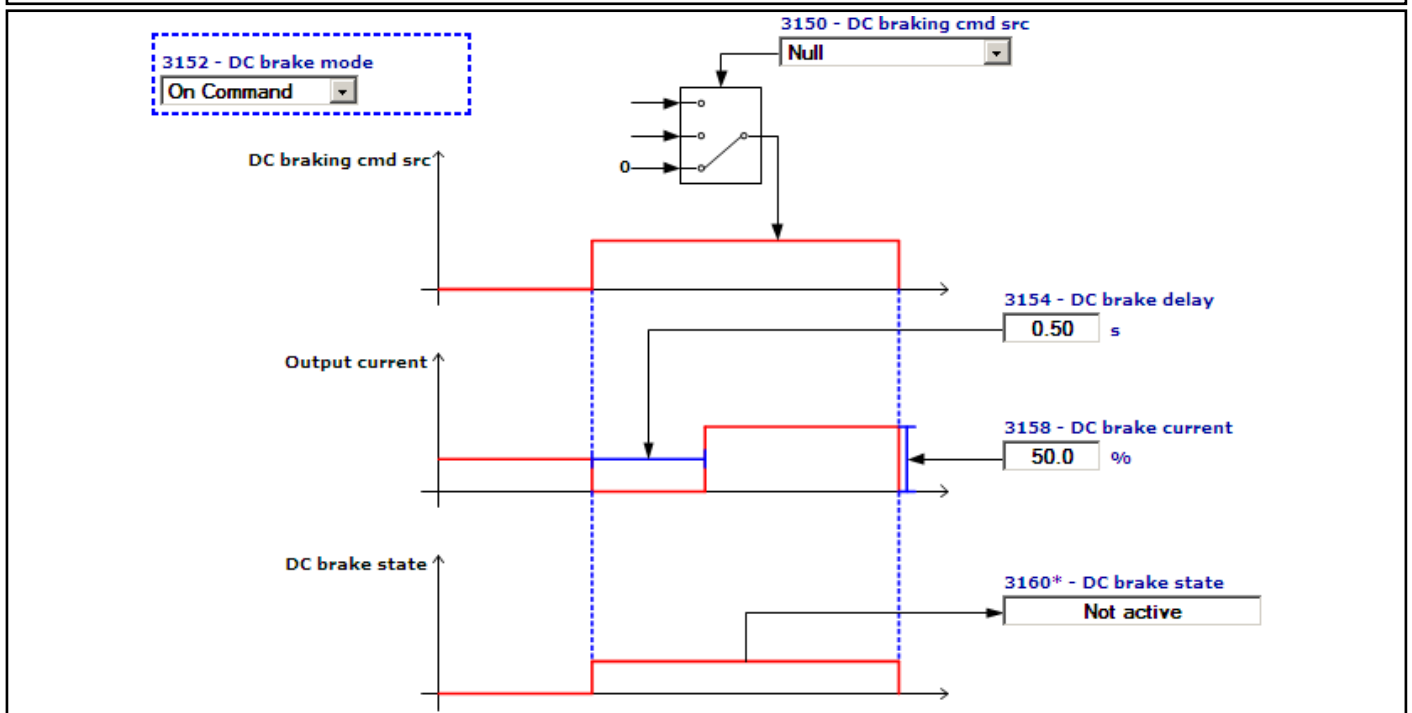 3150 - DC braking cmd src
Null
3152 - DC brake mode
On Command
DC braking cmd src
0
3154 - DC brake delay
0.50 s
Output current
3158 - DC brake current
50.0 %
DC brake state
3160* - DC brake state
Not active